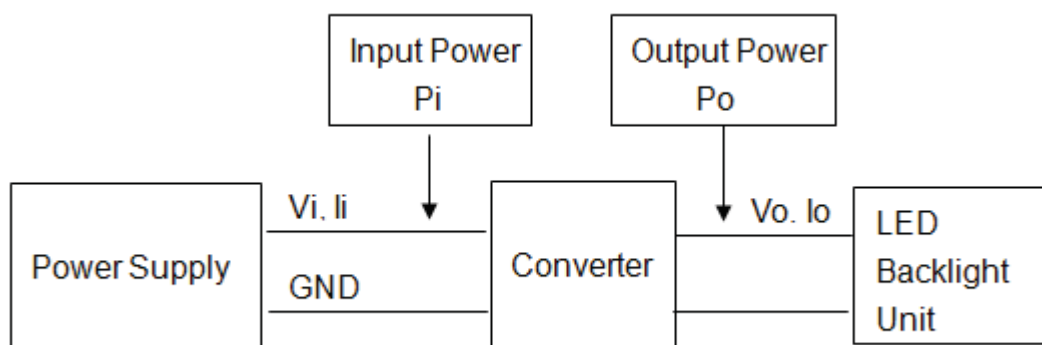 Input Power
Pi
Output Power
Po
Power Supply
Vi, Ii
GND
Converter
Vo. Io
LED
Backlight
Unit